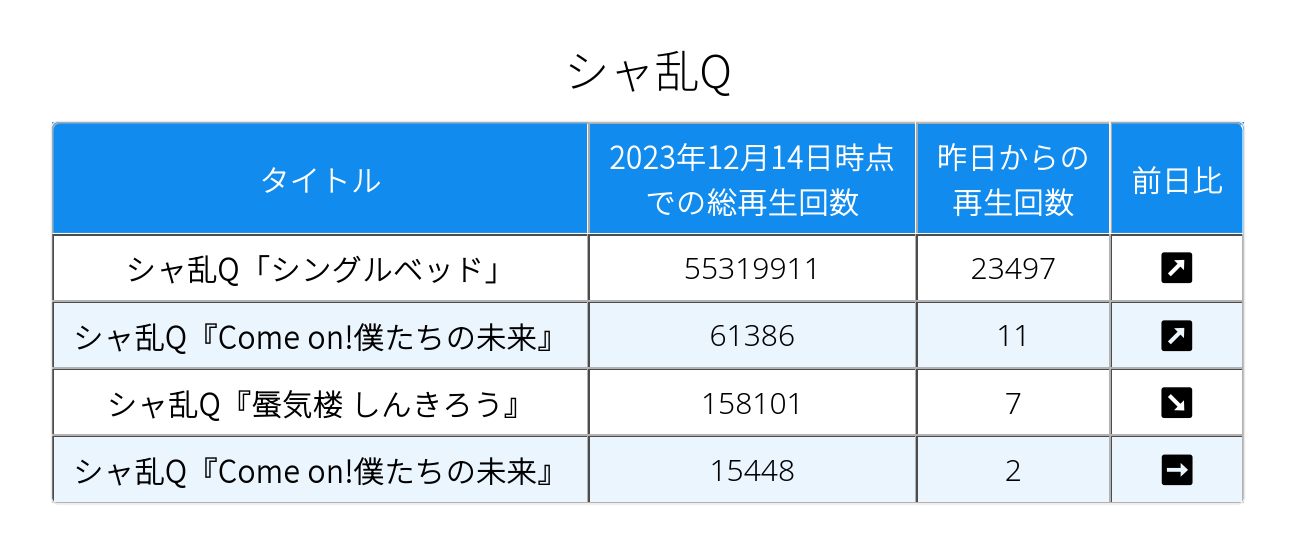 シャ乱Q
タイトル
2023年12月14日時点
での総再生回数
昨日からの
再生回数
前日比
シャ乱Q「シングルベッド」 55319911 23497 ↗
シャ乱Q『Come on!僕たちの未来』 61386 11 ↗
シャ乱Q『蜃気楼 しんきろう』 158101 7 ↘
シャ乱Q『Come on!僕たちの未来』 15448 2 →